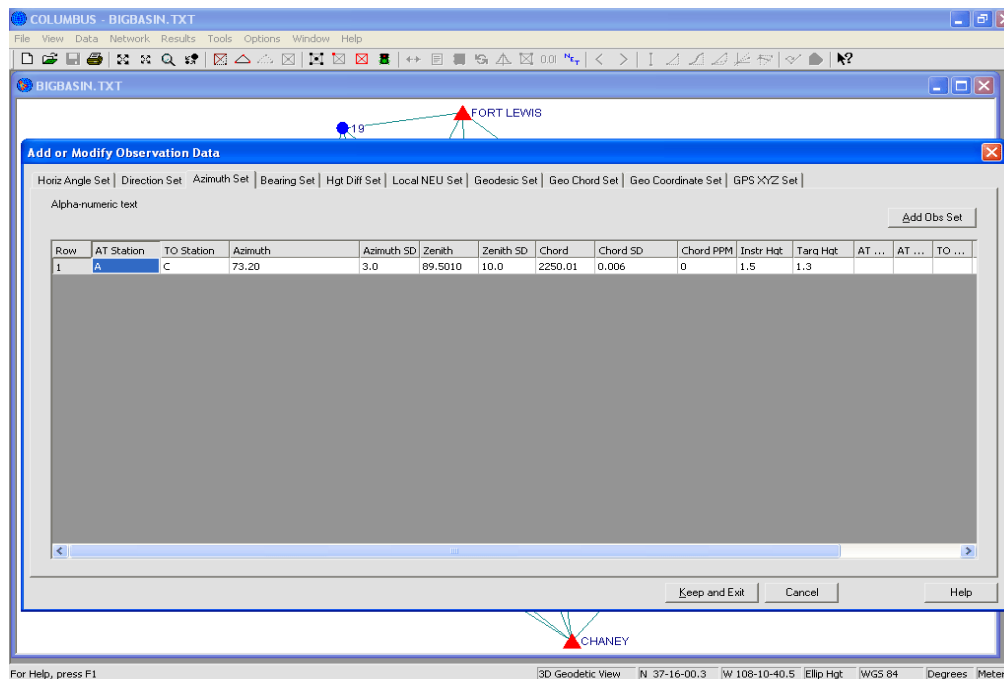 COLUMBUS - BIGBASIN.TXT
File View Data Network Results Tools Options Window Help
0.01 NET
BIGBASIN.TXT
FORT LEWIS
19
Add or Modify Observation Data
Horiz Angle Set Direction Set Azimuth Set Bearing Set Hgt Diff Set Local NEU Set Geodesic Set Geo Chord Set Geo Coordinate Set GPS XYZ Set
Alpha-numeric text
Add Obs Set
Row AT Station TO Station Azimuth Azimuth SD Zenith Zenith SD Chord Chord SD Chord PPM Instr Hgt Targ Hgt AT ... AT ... TO ...
1 A C 73.20 3.0 89.5010 10.0 2250.01 0.006 0 1.5 1.3
Keep and Exit Cancel Help
CHANEY
For Help, press F1 3D Geodetic View N 37-16-00.3 W 108-10-40.5 Ellip Hgt WGS 84 Degrees Meter